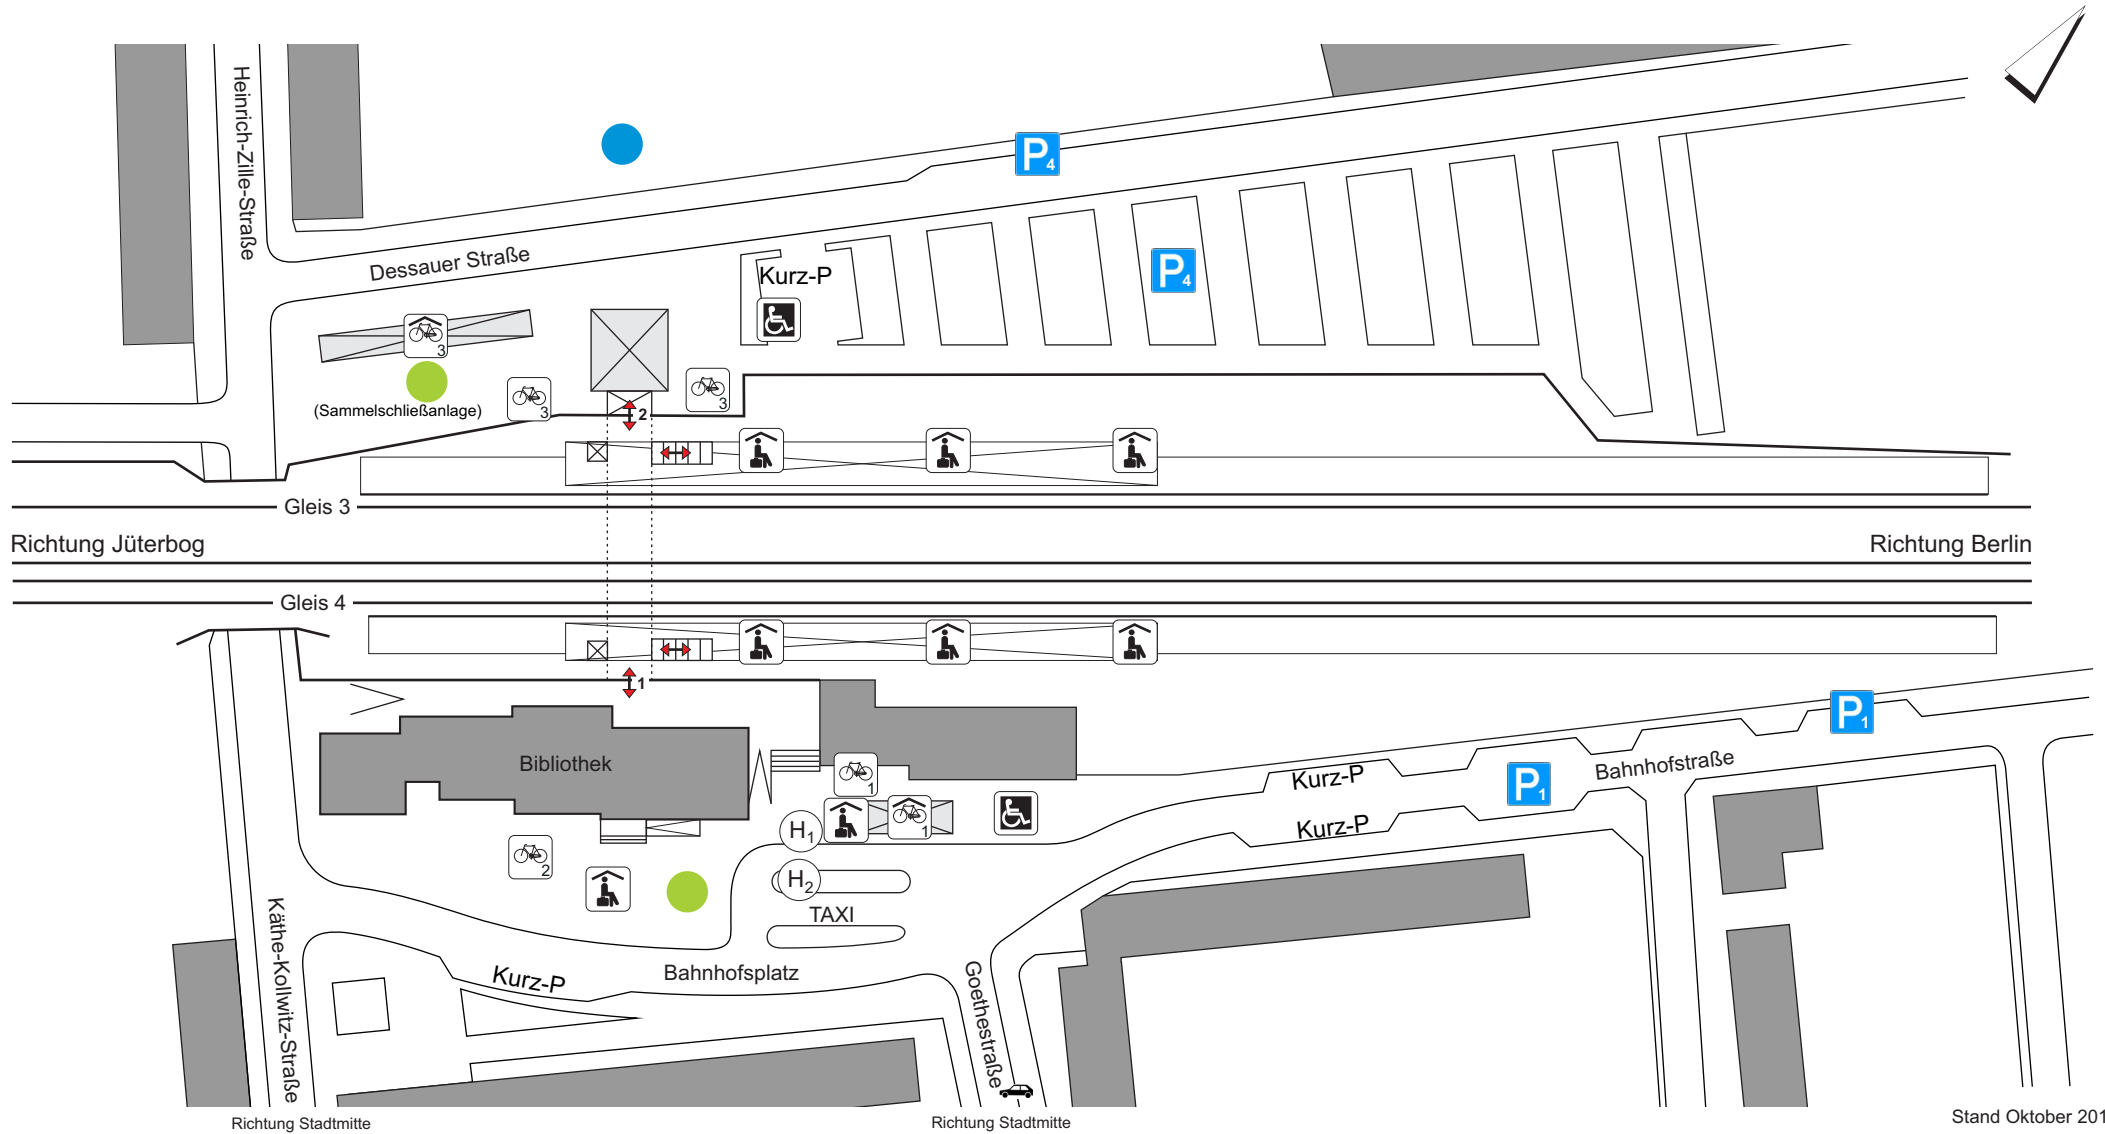 Heinrich-Zille-Straße
P4
Dessauer Straße
Kurz-P
P4
3
(Sammelschließanlage)
3
3
2
Gleis 3
Richtung Jüterbog
Richtung Berlin
Gleis 4
1
P1
Bibliothek
Bahnhofstraße
1
Kurz-P
P1
H1
1
Kurz-P
2
H2
TAXI
Käthe-Kollwitz-Straße
Kurz-P
Bahnhofsplatz
Goethestraße
Richtung Stadtmitte
Richtung Stadtmitte
Stand Oktober 201